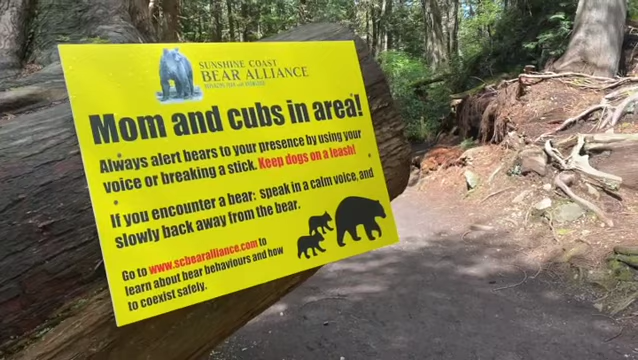 SUNSHINE COAST
BEAR ALLIANCE
Mom and cubs in area!
Always alert bears to your presence by using your
voice or breaking a stick. Keep dogs on a leash!
If you encounter a bear: speak in a calm voice, and
slowly back away from the bear.
Go to www.scbearalliance.com to
learn about bear behaviours and how
to coexist safely.